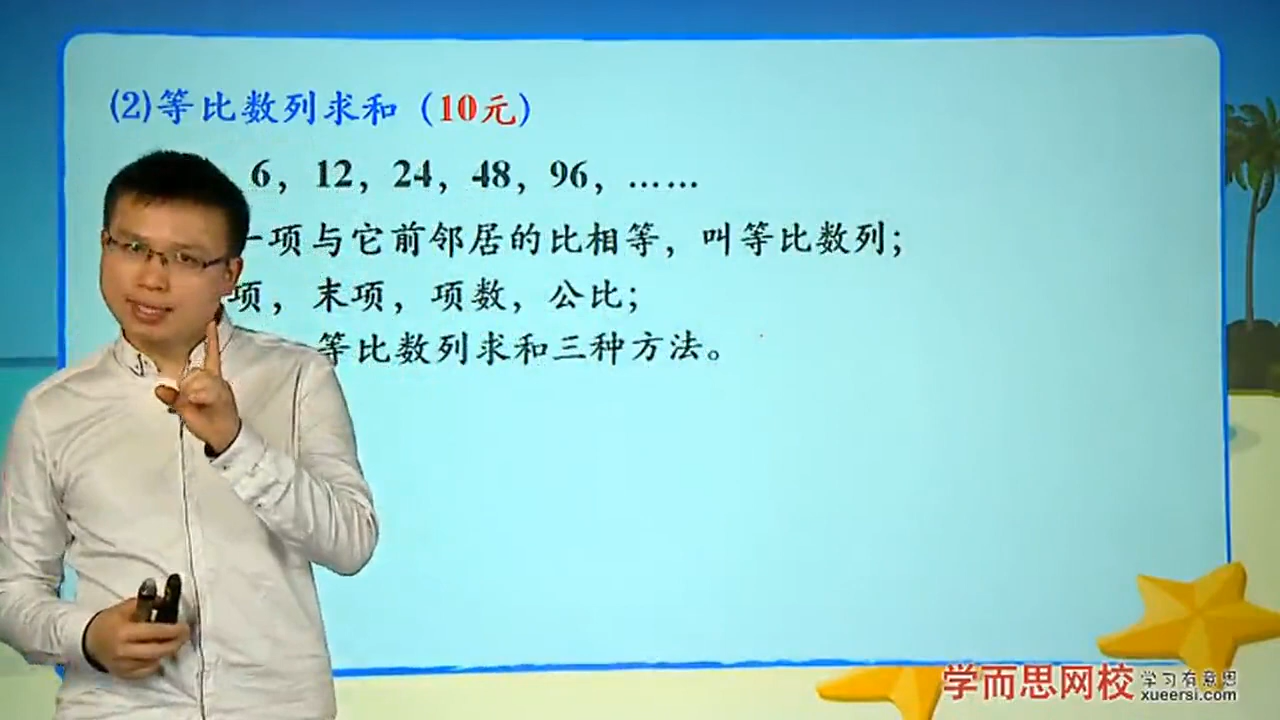 (2)等比数列求和（10元）
6，12，24，48，96，……
一项与它前邻居的比相等，叫等比数列；
项，末项，项数，公比；
等比数列求和三种方法。
学而思网校 学习有意思
xueersi.com